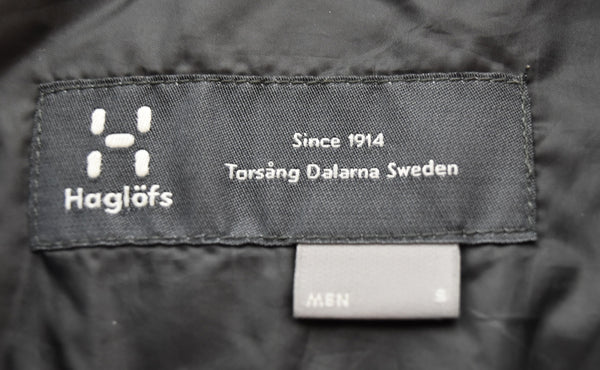 Haglöfs
Since 1914
Torsång Dalarna Sweden
MEN S